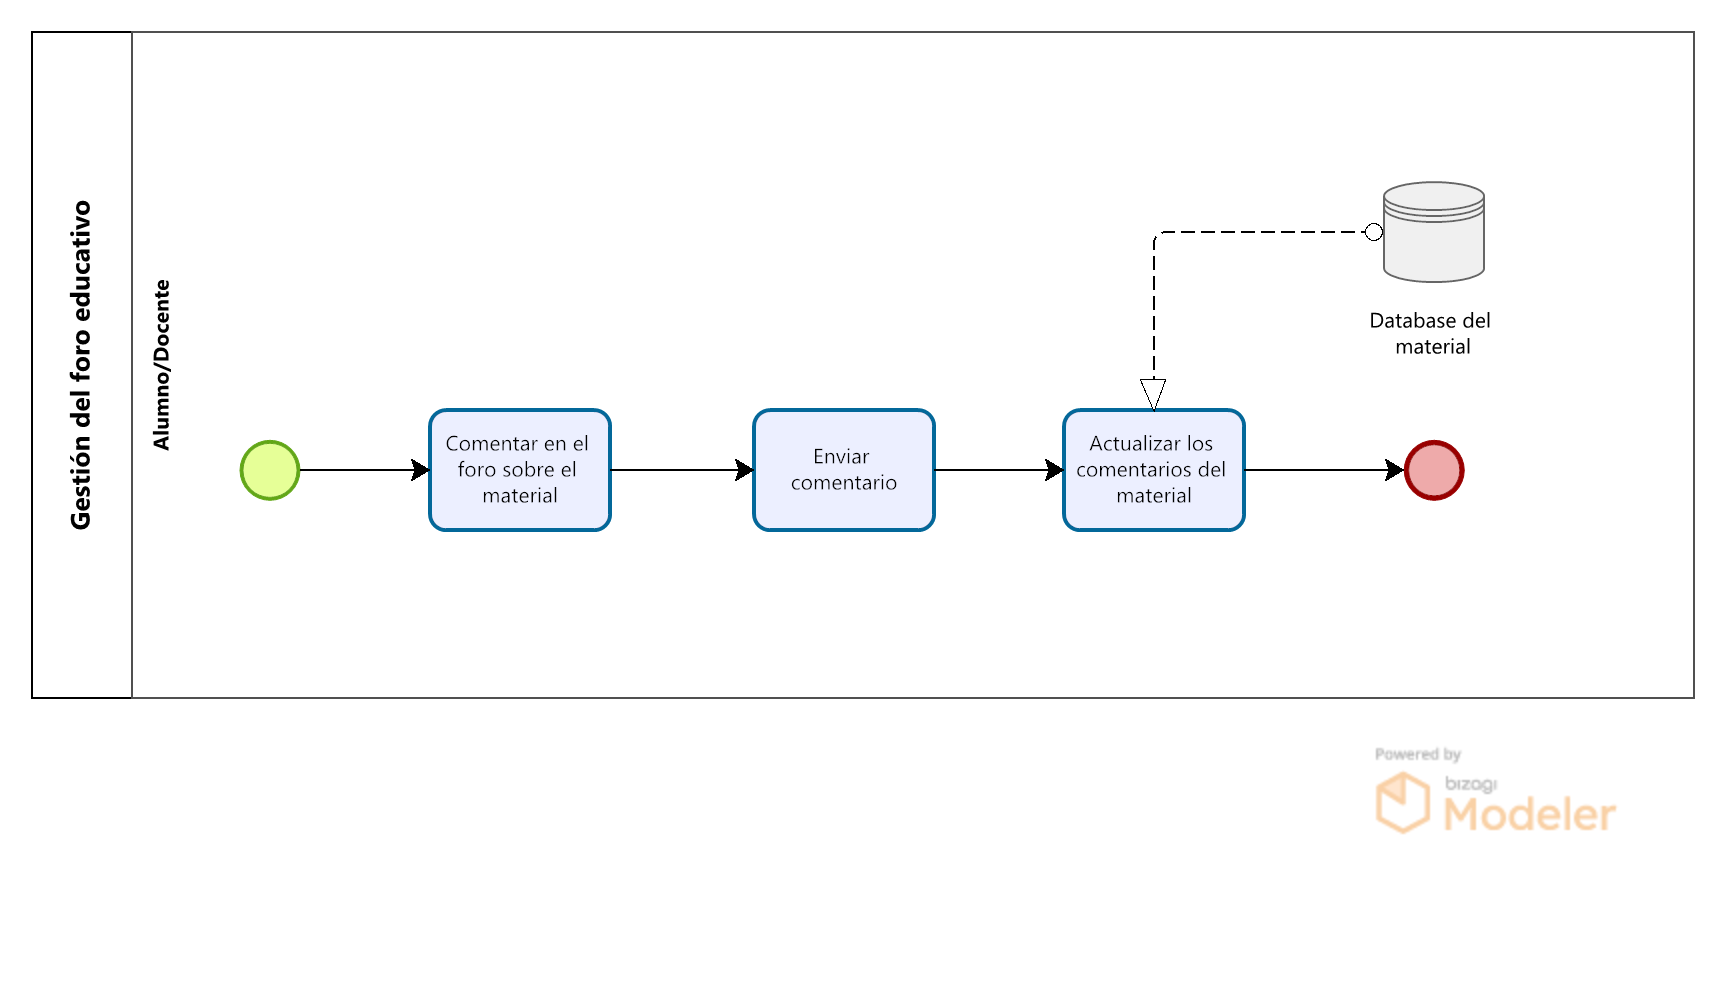 Gestión del foro educativo
Alumno/Docente
Database del
material
Comentar en el
foro sobre el
material
Enviar
comentario
Actualizar los
comentarios del
material
Powered by
bizagi
Modeler